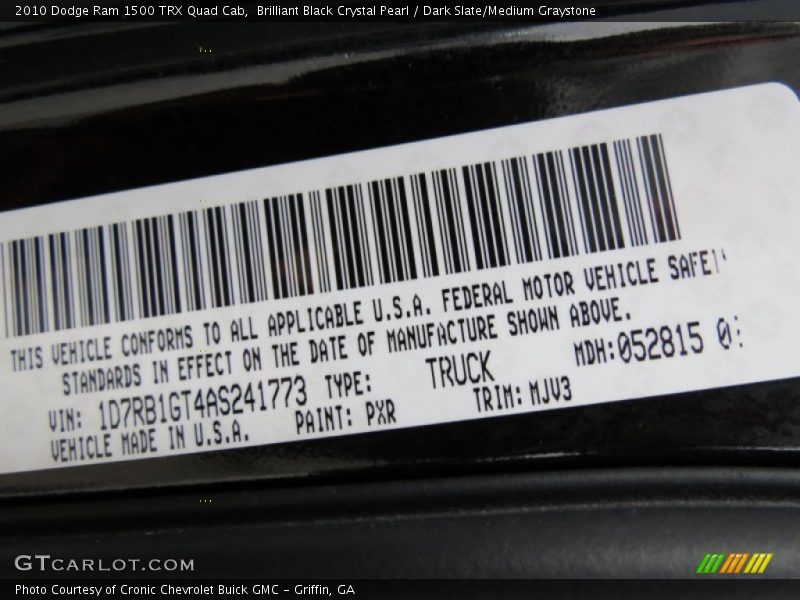 2010 Dodge Ram 1500 TRX Quad Cab,  Brilliant Black Crystal Pearl / Dark Slate/Medium Graystone
THIS VEHICLE CONFORMS TO ALL APPLICABLE U.S.A. FEDERAL MOTOR VEHICLE
STANDARDS IN EFFECT ON THE DATE OF MANUFACTURE SHOWN ABOVE.
VIN: 1D7RB1GT4AS241773 TYPE: TRUCK MDH:052815
VEHICLE MADE IN U.S.A. PAINT: PXR TRIM: MJV3
GTCARLOT.COM
Photo Courtesy of Cronic Chevrolet Buick GMC – Griffin, GA